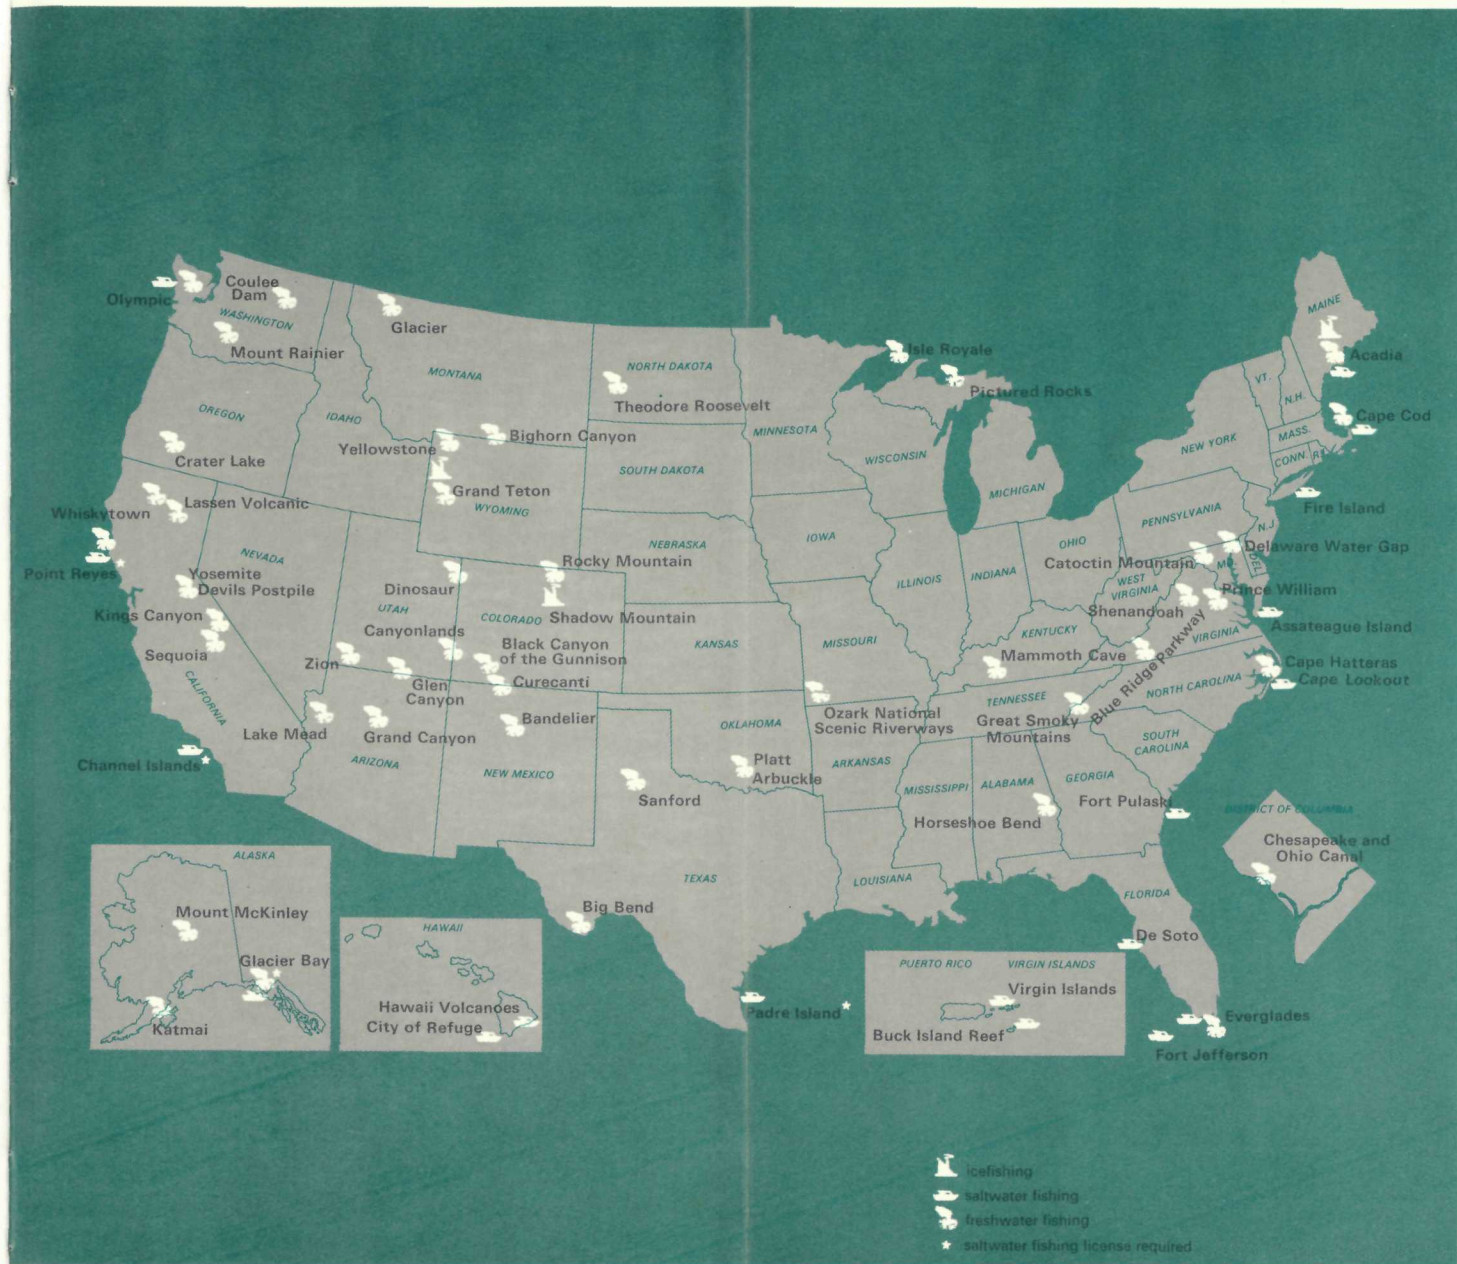 Olympic
Coulee
Dam
WASHINGTON
Mount Rainier
Glacier
MONTANA
NORTH DAKOTA
Theodore Roosevelt
MINNESOTA
Isle Royale
Pictured Rocks
MAINE
Acadia
VT.
N.H.
Cape Cod
MASS.
CONN.
R.I.
NEW YORK
OREGON
IDAHO
Crater Lake
Yellowstone
Bighorn Canyon
SOUTH DAKOTA
WISCONSIN
MICHIGAN
Grand Teton
WYOMING
Whiskytown
Lassen Volcanic
Fire Island
PENNSYLVANIA
N.J
Point Reyes
NEVADA
Yosemite
Devils Postpile
Kings Canyon
Sequoia
CALIFORNIA
Dinosaur
UTAH
Canyonlands
Zion
Glen
Canyon
Rocky Mountain
COLORADO
Shadow Mountain
Black Canyon
of the Gunnison
Curecanti
NEBRASKA
IOWA
ILLINOIS
INDIANA
OHIO
Catoctin Mountain
Delaware Water Gap
MD.
DEL.
WEST
VIRGINIA
Prince William
Shenandoah
Assateague Island
VIRGINIA
KANSAS
MISSOURI
KENTUCKY
Mammoth Cave
Blue Ridge Parkway
Cape Hatteras
Cape Lookout
NORTH CAROLINA
Lake Mead
Grand Canyon
ARIZONA
Bandelier
NEW MEXICO
OKLAHOMA
Ozark National
Scenic Riverways
TENNESSEE
Great Smoky
Mountains
SOUTH
CAROLINA
Channel Islands
Sanford
Platt
Arbuckle
ARKANSAS
MISSISSIPPI
ALABAMA
GEORGIA
Horseshoe Bend
Fort Pulaski
DISTRICT OF COLUMBIA
Chesapeake and
Ohio Canal
TEXAS
LOUISIANA
FLORIDA
Big Bend
De Soto
Padre Island
Everglades
Fort Jefferson
ALASKA
Mount McKinley
Glacier Bay
Katmai
HAWAII
Hawaii Volcanoes
City of Refuge
PUERTO RICO
VIRGIN ISLANDS
Virgin Islands
Buck Island Reef
icefishing
saltwater fishing
freshwater fishing
saltwater fishing license required